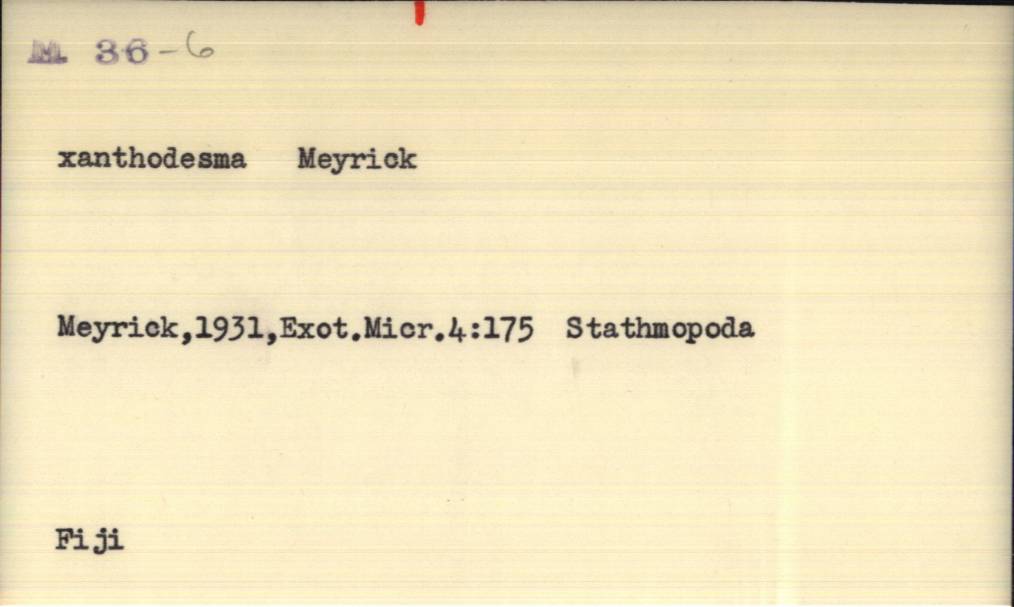 M. 36-6
xanthodesma Meyrick
Meyrick,1931,Exot.Micr.4:175 Stathmopoda
Fiji